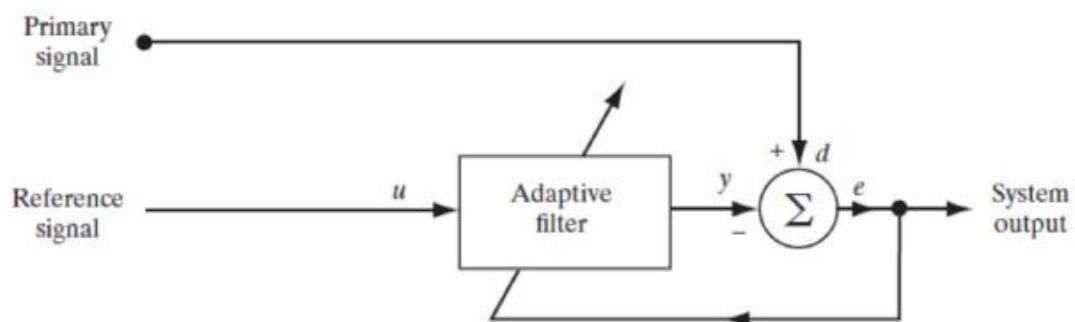 Primary
signal
+ d
Reference
signal
u
Adaptive
filter
y
−
Σ
e
System
output